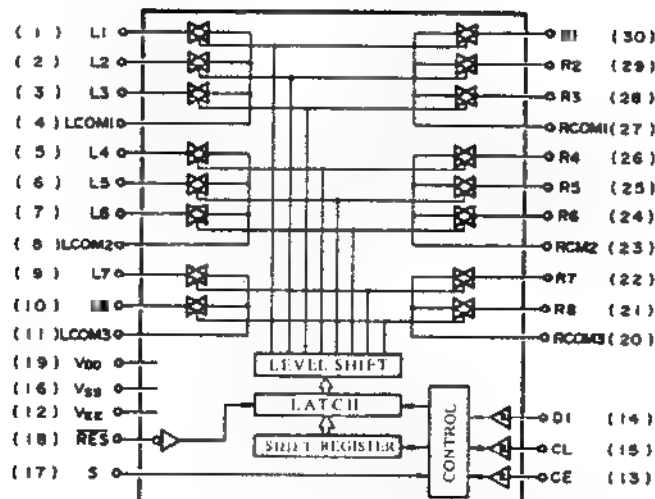 (1) L1
(2) L2
(3) L3
(4) LCOM1
(5) L4
(6) L5
(7) L6
(8) LCOM2
(9) L7
(10)
(11) LCOM3
(19) VDD
(16) VSS
(12) VEE
(18) RES
(17) S
LEVEL SHIFT
LATCH
SHIFT REGISTER
CONTROL
(30)
R2 (29)
R3 (28)
RCOM1 (27)
R4 (26)
R5 (25)
R6 (24)
RCM2 (23)
R7 (22)
R8 (21)
RCOM3 (20)
DI (14)
CL (15)
CE (13)